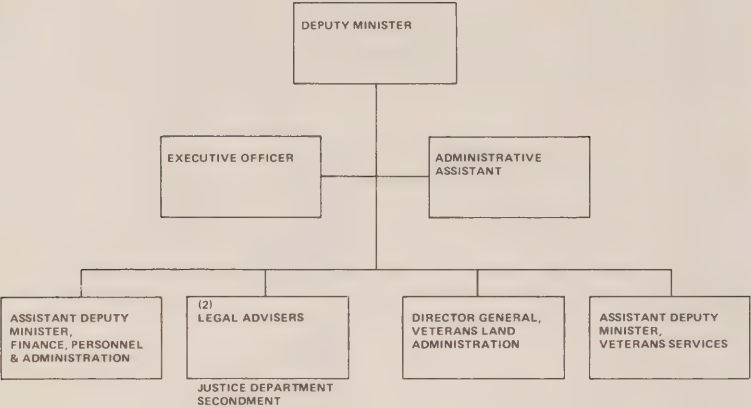 DEPUTY MINISTER
EXECUTIVE OFFICER
ADMINISTRATIVE
ASSISTANT
ASSISTANT DEPUTY
MINISTER,
FINANCE, PERSONNEL
& ADMINISTRATION
(2)
LEGAL ADVISERS
JUSTICE DEPARTMENT
SECONDMENT
DIRECTOR GENERAL,
VETERANS LAND
ADMINISTRATION
ASSISTANT DEPUTY
MINISTER,
VETERANS SERVICES